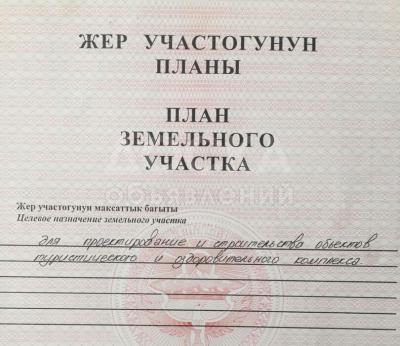 ЖЕР УЧАСТОГУНУН
ПЛАНЫ
ПЛАН
ЗЕМЕЛЬНОГО
УЧАСТКА
объявлений
Жер участогунун максаттык багыты
Целевое назначение земельного участка
для проектирование и строительства объектов
туристического и оздоровительного комплекса.